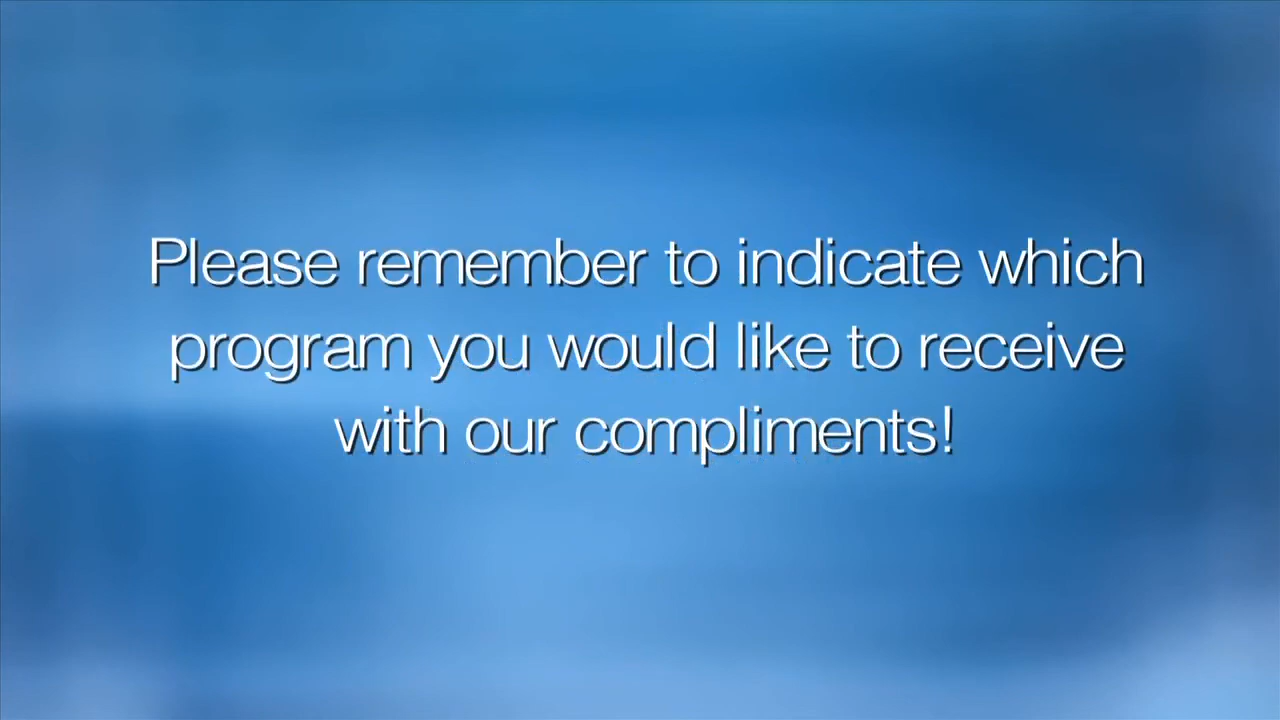 Please remember to indicate which
program you would like to receive
with our compliments!